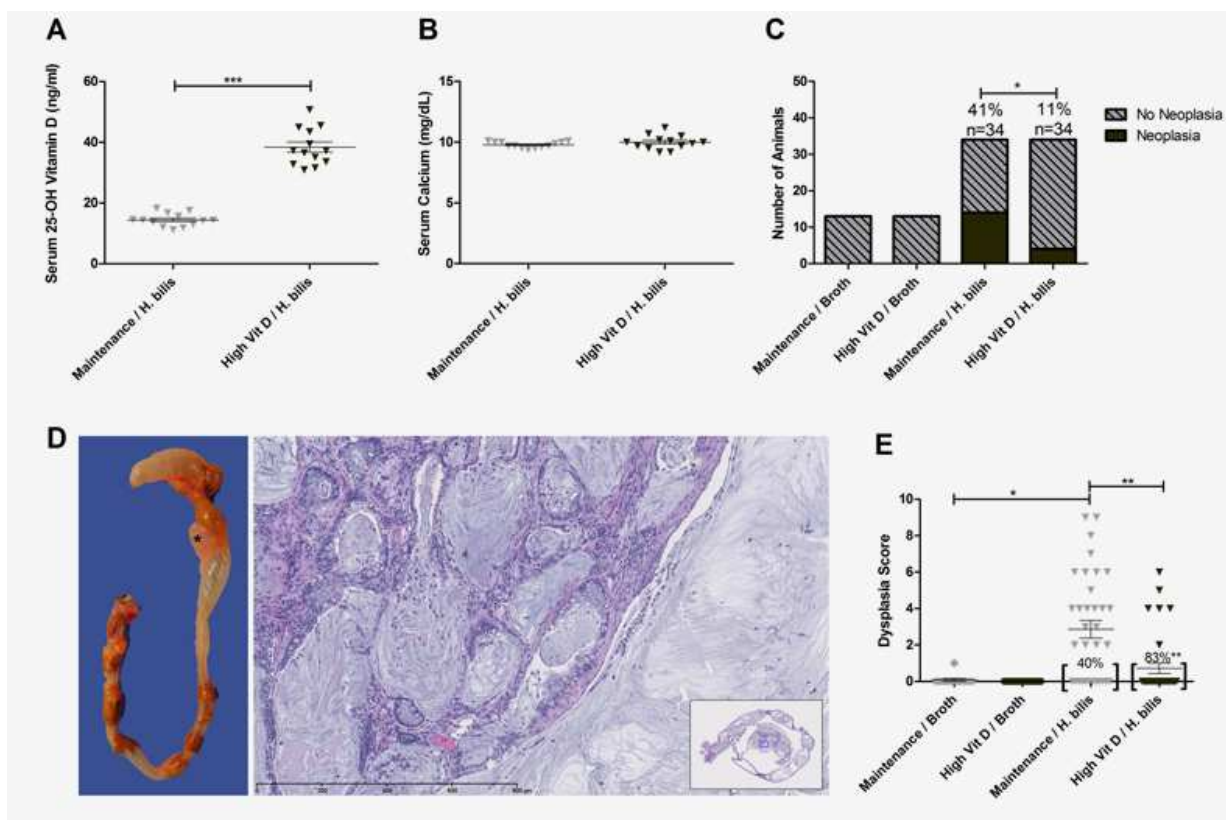 A
Serum 25-OH Vitamin D (ng/ml)
60
40
20
0
***
Maintenance / H. bilis
High Vit D / H. bilis
B
Serum Calcium (mg/dL)
15
10
5
0
Maintenance / H. bilis
High Vit D / H. bilis
C
Number of Animals
50
40
30
20
10
0
*
41%
n=34
11%
n=34
No Neoplasia
Neoplasia
Maintenance / Broth
High Vit D / Broth
Maintenance / H. bilis
High Vit D / H. bilis
D
*
E
Dysplasia Score
10
8
6
4
2
0
*
**
40%
83%**
Maintenance / Broth
High Vit D / Broth
Maintenance / H. bilis
High Vit D / H. bilis